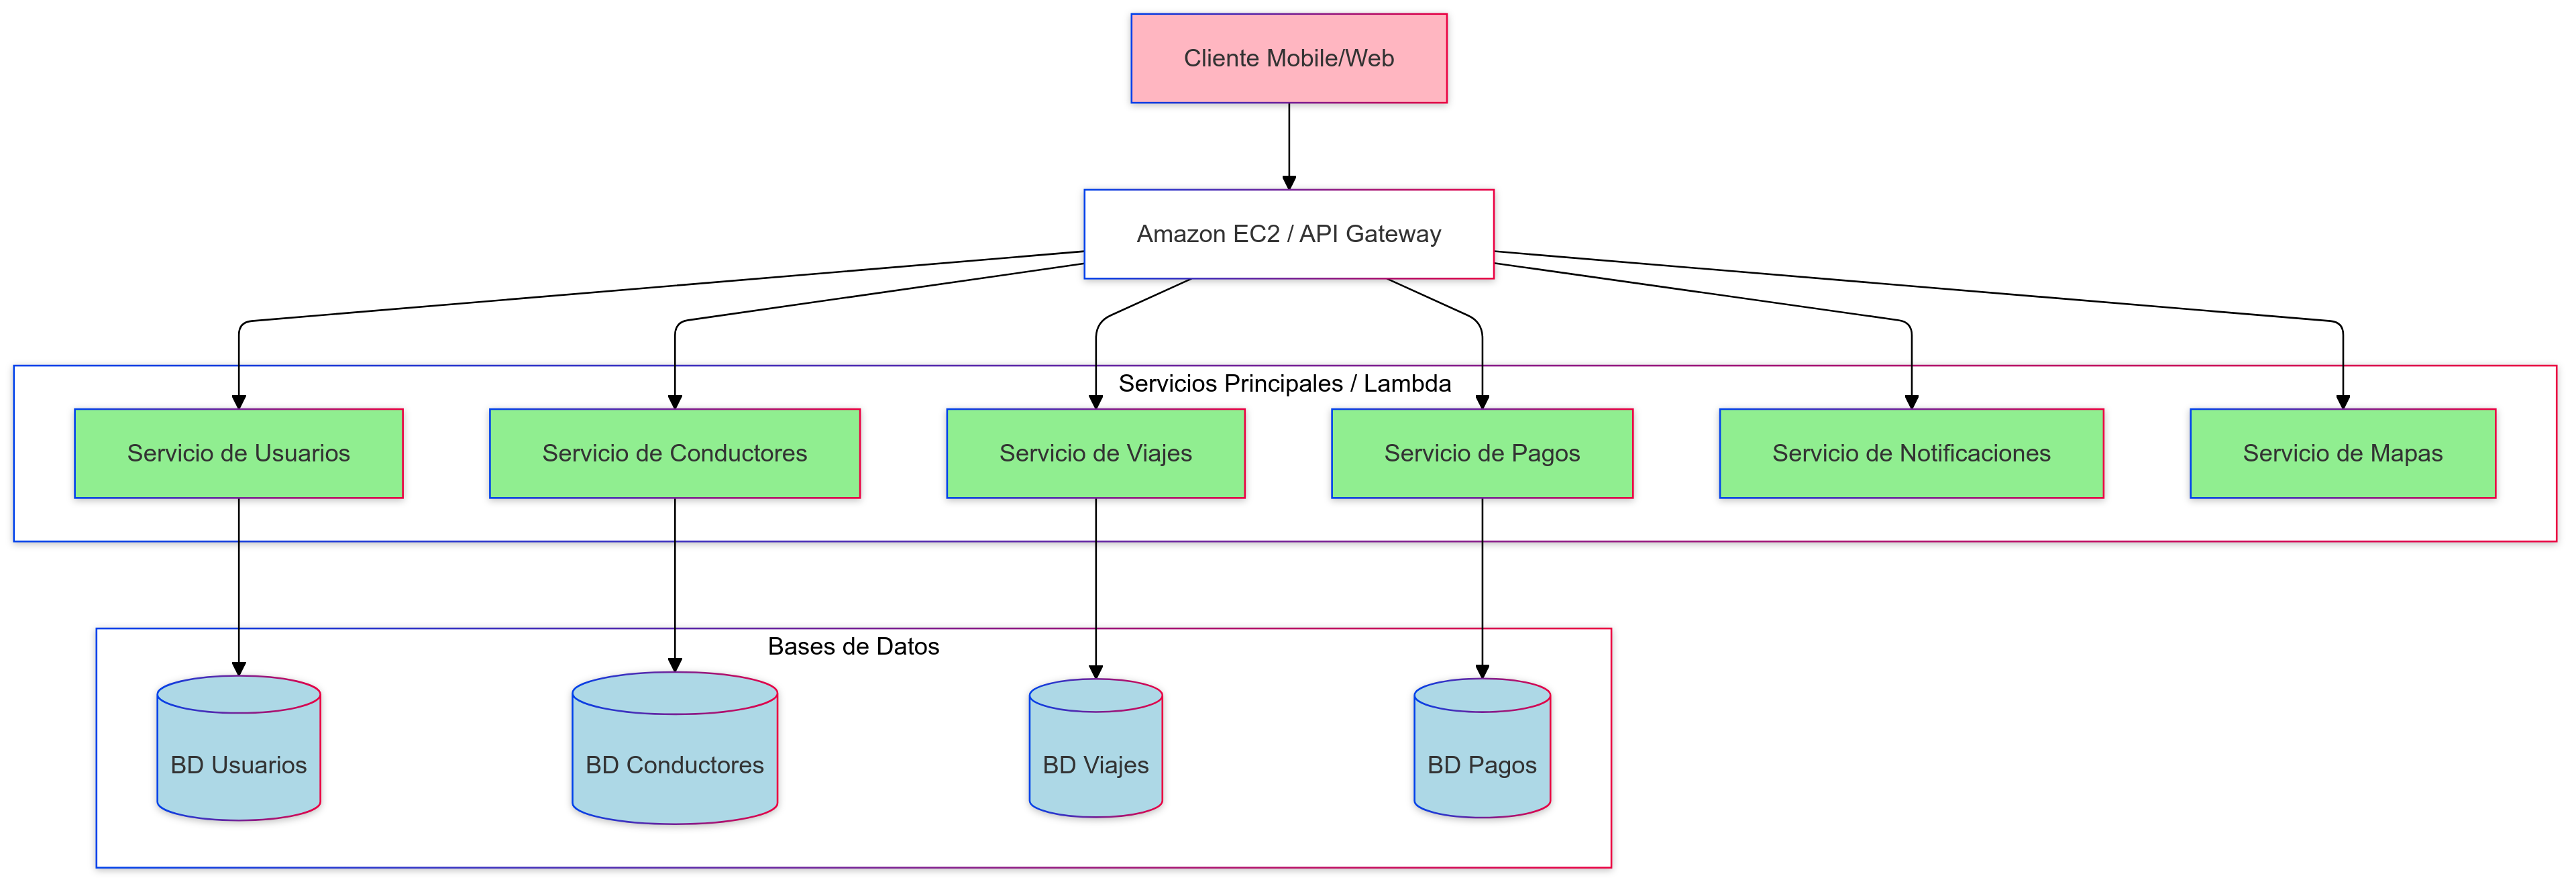 Cliente Mobile/Web
Amazon EC2 / API Gateway
Servicios Principales / Lambda
Servicio de Usuarios
Servicio de Conductores
Servicio de Viajes
Servicio de Pagos
Servicio de Notificaciones
Servicio de Mapas
Bases de Datos
BD Usuarios
BD Conductores
BD Viajes
BD Pagos